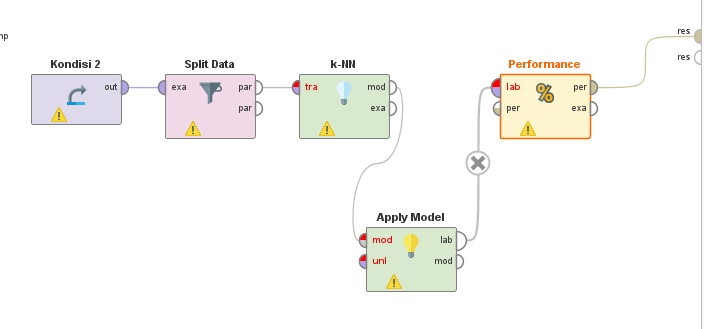 res
mp
res
Kondisi 2
Split Data
k-NN
Performance
out
exa
par
tra
mod
lab
per
par
exa
per
exa
%
Apply Model
mod
lab
unl
mod